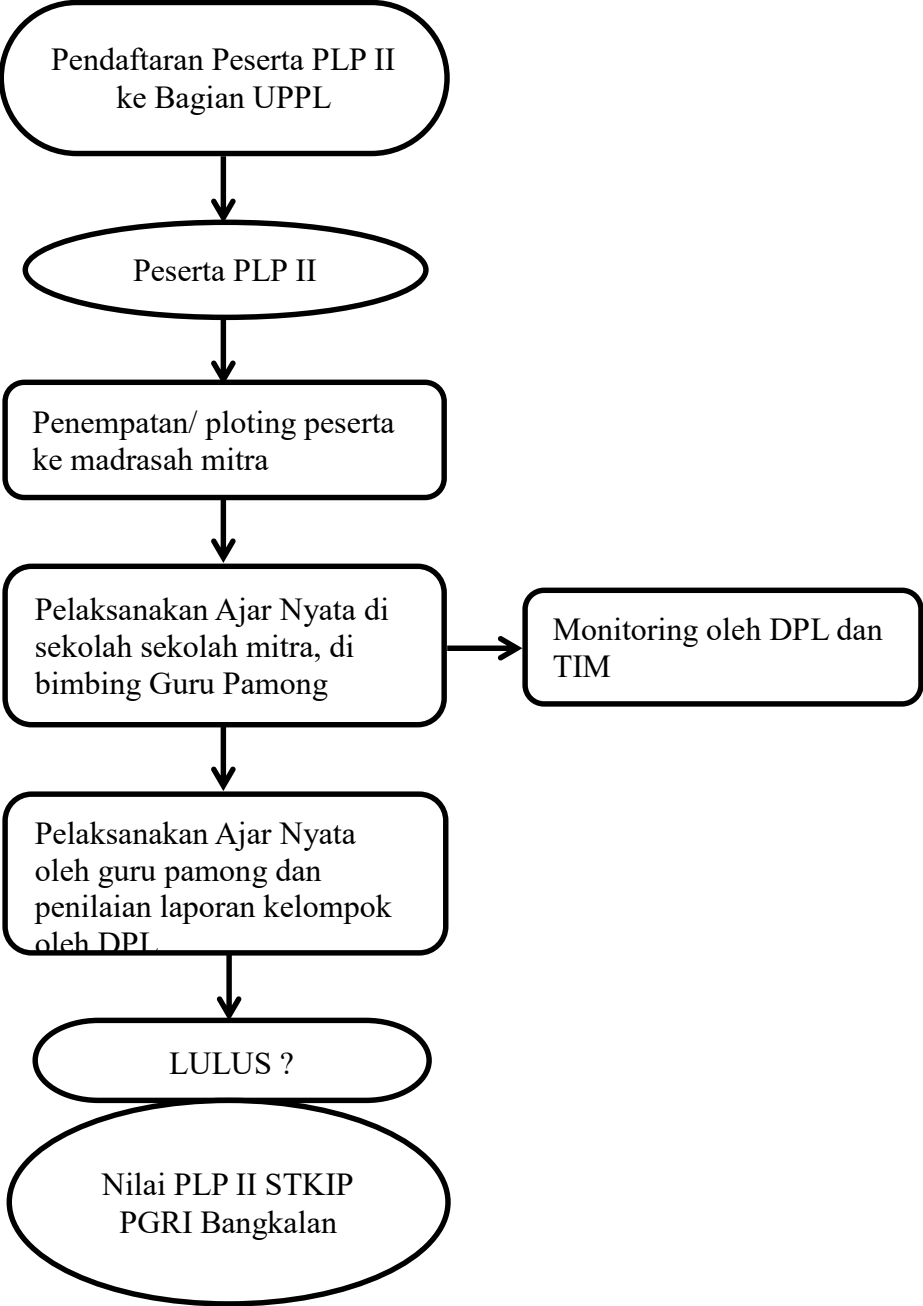 Pendaftaran Peserta PLP II
ke Bagian UPPL
Peserta PLP II
Penempatan/ ploting peserta
ke madrasah mitra
Pelaksanakan Ajar Nyata di
sekolah sekolah mitra, di
bimbing Guru Pamong
Monitoring oleh DPL dan
TIM
Pelaksanakan Ajar Nyata
oleh guru pamong dan
penilaian laporan kelompok
oleh DPL
LULUS ?
Nilai PLP II STKIP
PGRI Bangkalan